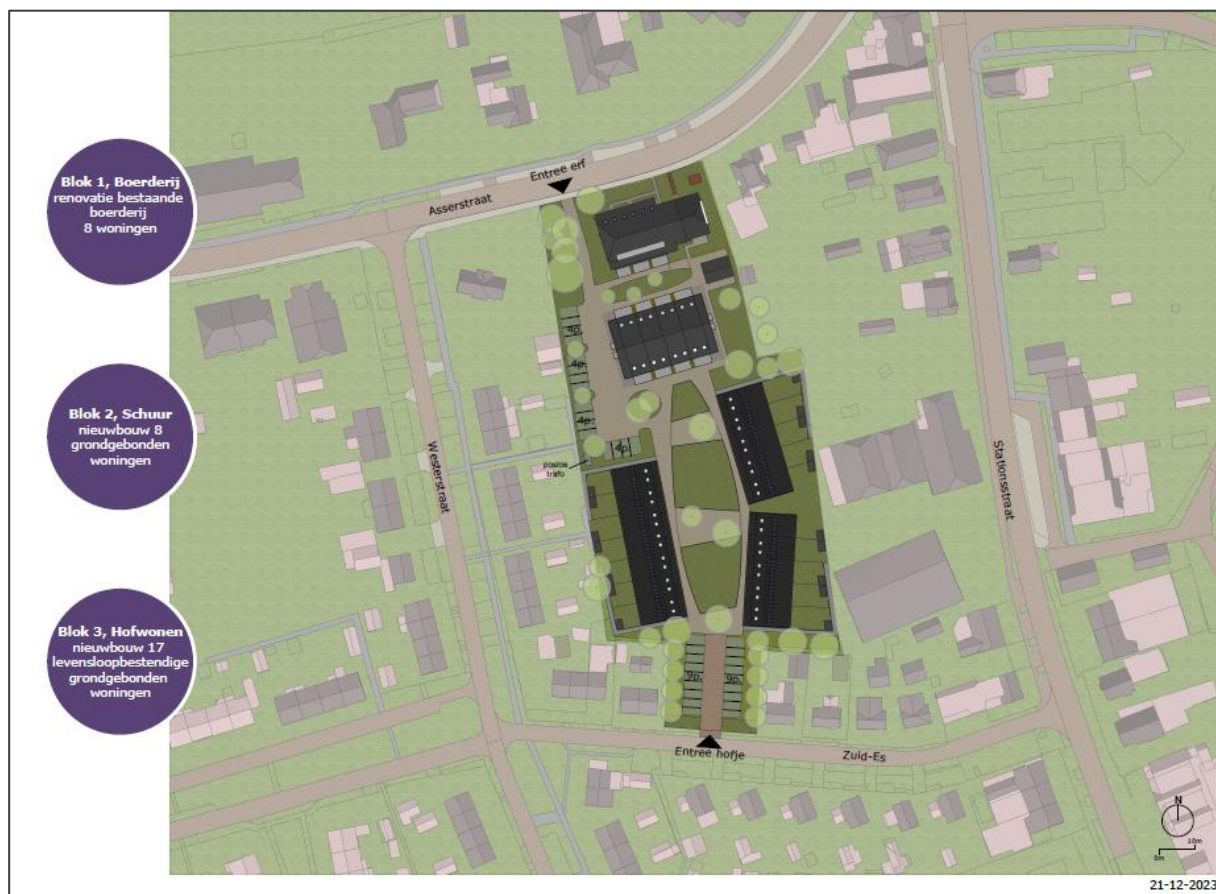 Blok 1, Boerderij
renovatie bestaande
boerderij
8 woningen
Blok 2, Schuur
nieuwbouw 8
grondgebonden
woningen
Blok 3, Hofwonen
nieuwbouw 17
levensloopbestendige
grondgebonden
woningen
Entree erf
Asserstraat
4p.
4p.
4p.
4p.
positie
trafo
Westerstraat
Stationsstraat
9p.
9p.
Entree hofje
Zuid-Es
N
0m
10m
21-12-2023